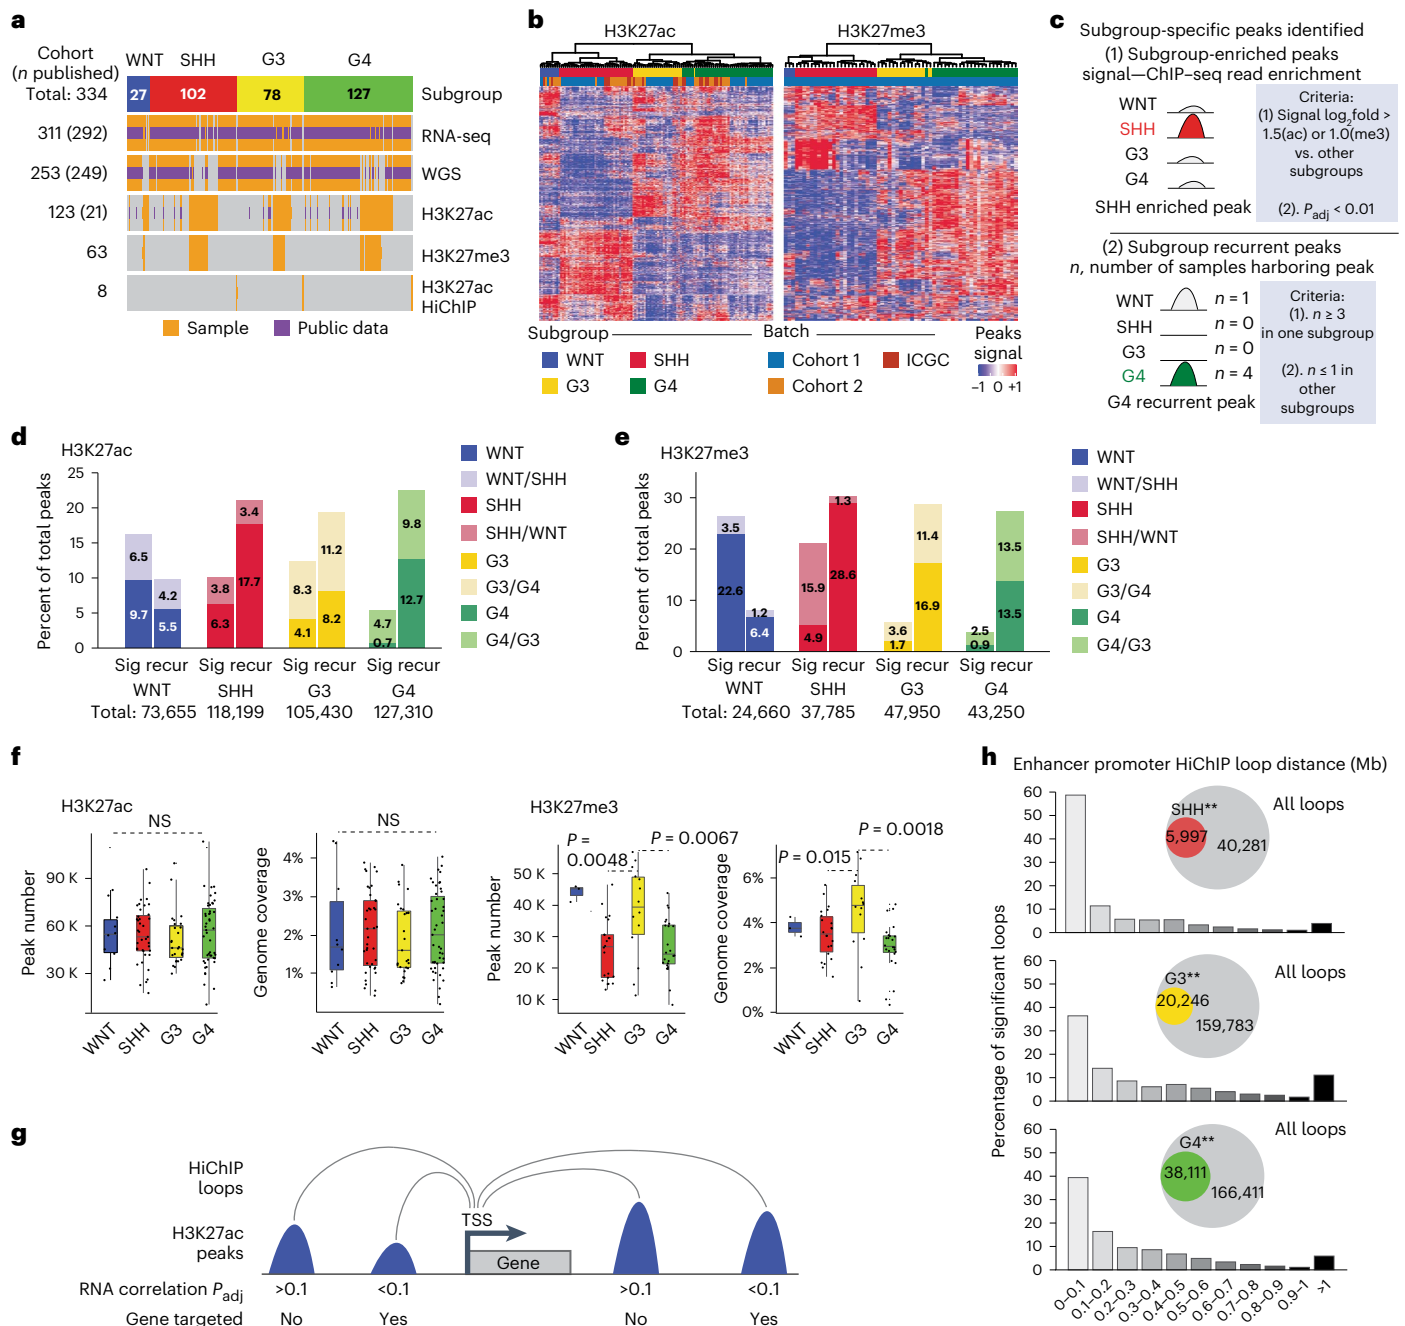 a
Cohort
(n published)
Total: 334
WNT SHH G3 G4
27 102 78 127 Subgroup
311 (292) RNA-seq
253 (249) WGS
123 (21) H3K27ac
63 H3K27me3
8 H3K27ac
HiChIP
Sample Public data
b
H3K27ac H3K27me3
Subgroup Batch
WNT SHH Cohort 1 ICGC
G3 G4 Cohort 2
Peaks
signal
−1 0 +1
c
Subgroup-specific peaks identified
(1) Subgroup-enriched peaks
signal—ChIP–seq read enrichment
WNT
SHH
G3
G4
SHH enriched peak
Criteria:
(1) Signal log2fold >
1.5(ac) or 1.0(me3)
vs. other
subgroups
(2). Padj < 0.01
(2) Subgroup recurrent peaks
n, number of samples harboring peak
WNT n = 1
SHH n = 0
G3 n = 0
G4 n = 4
G4 recurrent peak
Criteria:
(1). n ≥ 3
in one subgroup
(2). n ≤ 1 in
other
subgroups
d
H3K27ac
Percent of total peaks
25
20
15
10
5
0
6.5
9.7
4.2
5.5
3.8
6.3
3.4
17.7
8.3
4.1
11.2
8.2
4.7
0.7
9.8
12.7
Sig recur Sig recur Sig recur Sig recur
WNT SHH G3 G4
Total: 73,655 118,199 105,430 127,310
WNT
WNT/SHH
SHH
SHH/WNT
G3
G3/G4
G4
G4/G3
e
H3K27me3
Percent of total peaks
30
20
10
0
3.5
22.6
1.2
6.4
15.9
4.9
1.3
28.6
3.6
1.7
11.4
16.9
2.5
0.9
13.5
13.5
Sig recur Sig recur Sig recur Sig recur
WNT SHH G3 G4
Total: 24,660 37,785 47,950 43,250
WNT
WNT/SHH
SHH
SHH/WNT
G3
G3/G4
G4
G4/G3
f
H3K27ac
NS
Peak number
90 K
60 K
30 K
WNT SHH G3 G4
NS
Genome coverage
4%
3%
2%
1%
WNT SHH G3 G4
H3K27me3
P =
0.0048
P = 0.0067
Peak number
50 K
40 K
30 K
20 K
10 K
WNT SHH G3 G4
P = 0.015
P = 0.0018
Genome coverage
6%
4%
2%
0%
WNT SHH G3 G4
g
HiChIP
loops
H3K27ac
peaks
TSS
Gene
RNA correlation Padj >0.1 <0.1 >0.1 <0.1
Gene targeted No Yes No Yes
h
Enhancer promoter HiChIP loop distance (Mb)
Percentage of significant loops
60
50
40
30
20
10
0
SHH**
5,997
40,281
All loops
60
50
40
30
20
10
0
G3**
20,246
159,783
All loops
60
50
40
30
20
10
0
G4**
38,111
166,411
All loops
0–0.1 0.1–0.2 0.2–0.3 0.3–0.4 0.4–0.5 0.5–0.6 0.6–0.7 0.7–0.8 0.8–0.9 0.9–1 >1